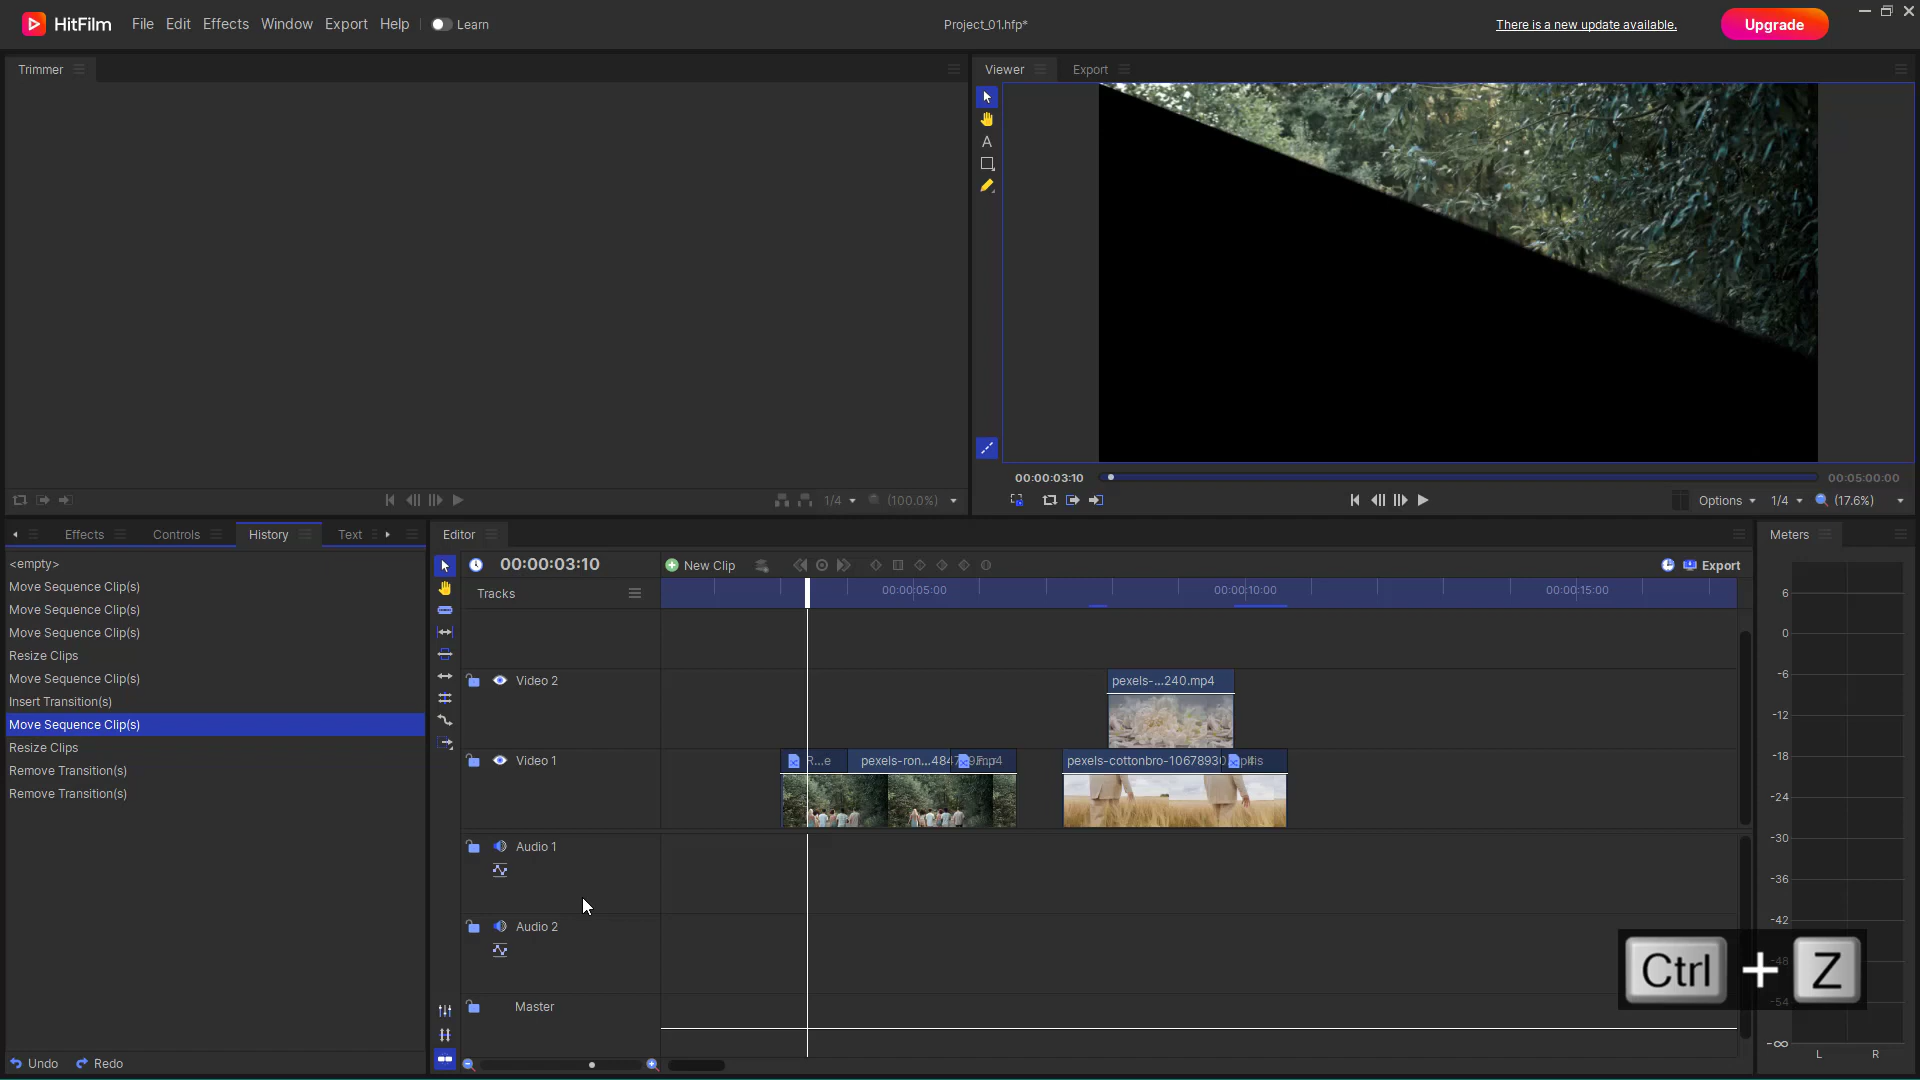 HitFilm File Edit Effects Window Export Help Learn Project_01.hfp* There is a new update available. Upgrade
Trimmer
Viewer Export
A
00:00:03:10 00:05:00:00
1/4 (100.0%)
Options 1/4 (17.6%)
Effects Controls History Text
<empty>
Move Sequence Clip(s)
Move Sequence Clip(s)
Move Sequence Clip(s)
Resize Clips
Move Sequence Clip(s)
Insert Transition(s)
Move Sequence Clip(s)
Resize Clips
Remove Transition(s)
Remove Transition(s)
Undo Redo
Editor
00:00:03:10 New Clip Export
Tracks 00:00:05:00 00:00:10:00 00:00:15:00
Video 2 pexels-...240.mp4
Video 1 R...e pexels-ron...484 pexels-cottonbro-10678930
Audio 1
Audio 2
Master
Meters
6
0
-6
-12
-18
-24
-30
-36
-42
-48
-54
-∞
L R
Ctrl + Z